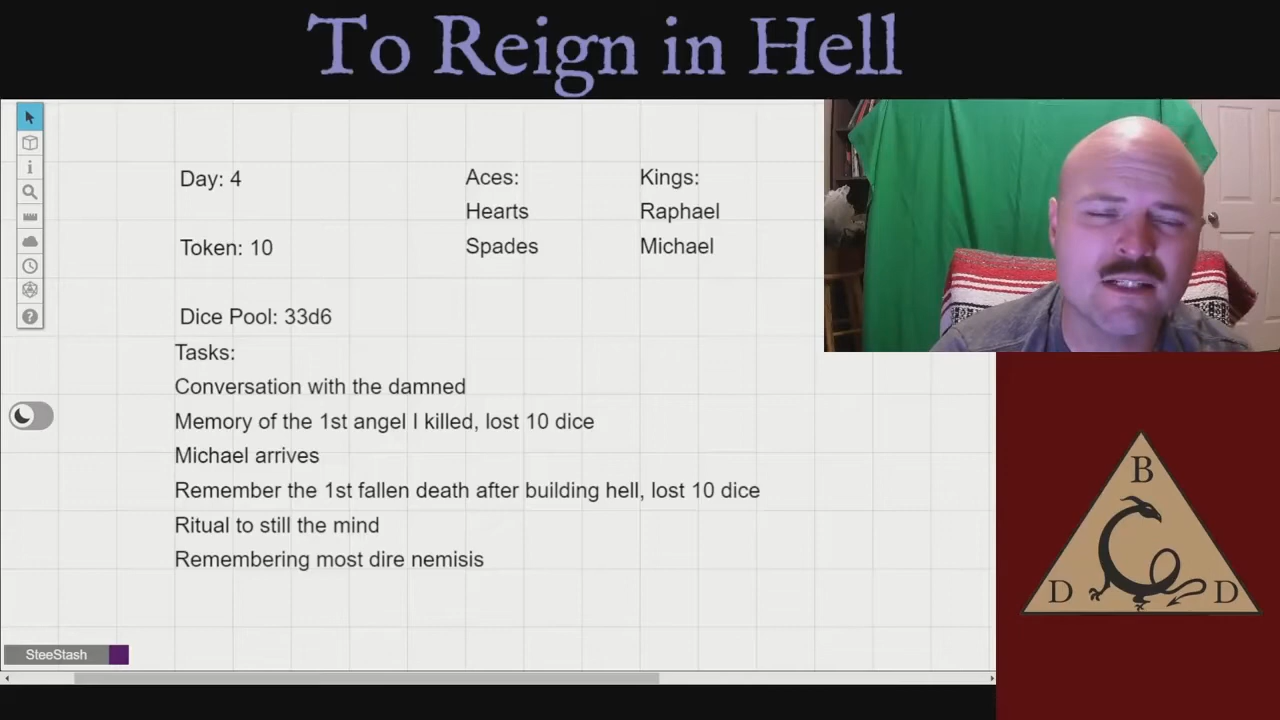 To Reign in Hell
Day: 4
Token: 10
Aces:
Hearts
Spades
Kings:
Raphael
Michael
Dice Pool: 33d6
Tasks:
Conversation with the damned
Memory of the 1st angel I killed, lost 10 dice
Michael arrives
Remember the 1st fallen death after building hell, lost 10 dice
Ritual to still the mind
Remembering most dire nemisis
SteeStash
B
D
D